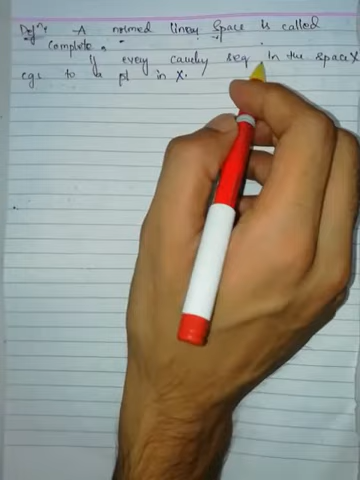 Defn: A normed linear space is called
complete if every cauchy seq in the space X
cgs to a pt in X.